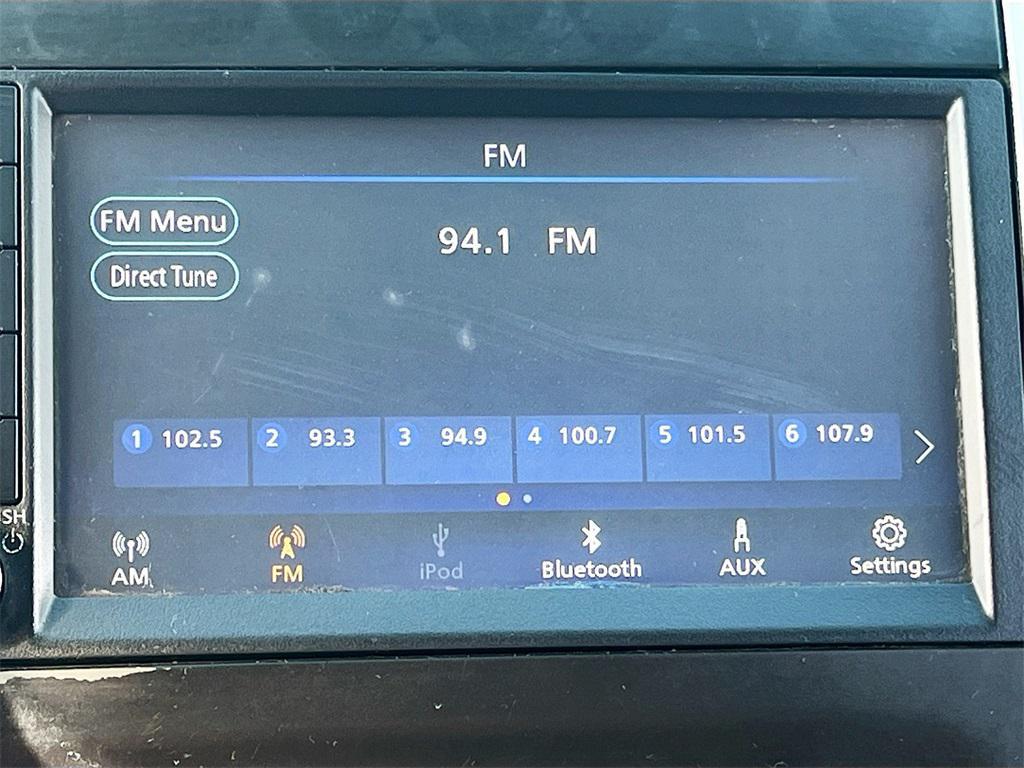 FM
FM Menu
94.1 FM
Direct Tune
1 102.5 2 93.3 3 94.9 4 100.7 5 101.5 6 107.9
AM FM iPod Bluetooth AUX Settings
SH